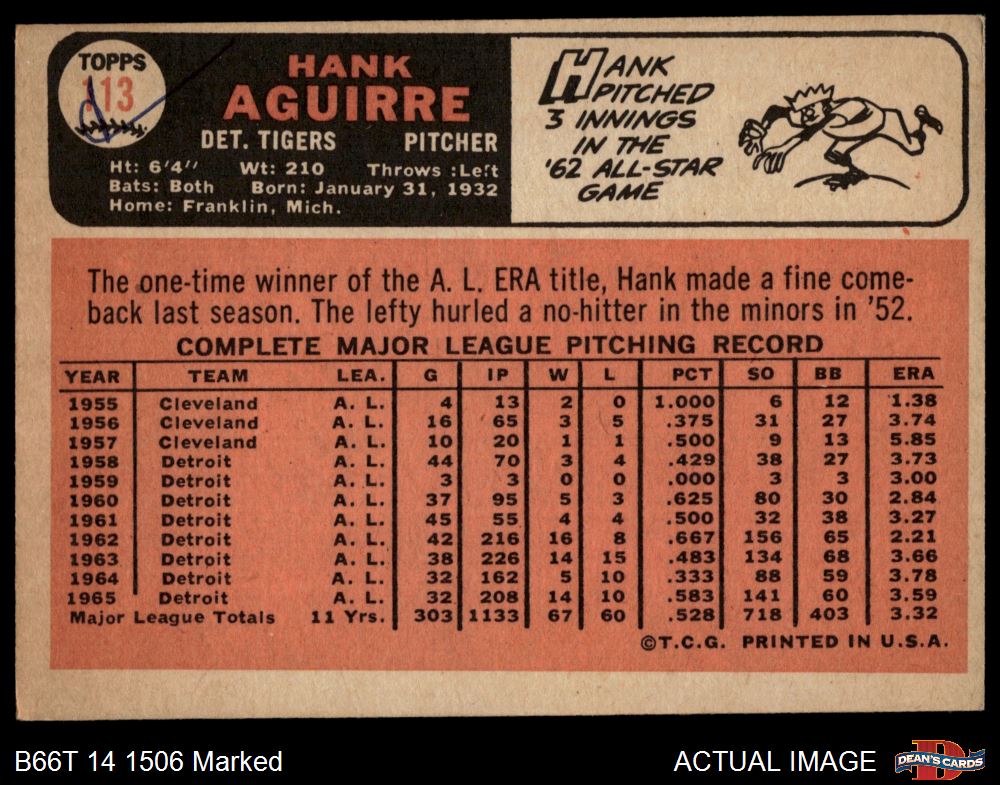 TOPPS
113
HANK
AGUIRRE
DET. TIGERS PITCHER
Ht: 6'4" Wt: 210 Throws :Left
Bats: Both Born: January 31, 1932
Home: Franklin, Mich.
HANK
PITCHED
3 INNINGS
IN THE
'62 ALL-STAR
GAME
The one-time winner of the A. L. ERA title, Hank made a fine come-
back last season. The lefty hurled a no-hitter in the minors in '52.
COMPLETE MAJOR LEAGUE PITCHING RECORD
YEAR TEAM LEA. G IP W L PCT SO BB ERA
1955 Cleveland A. L. 4 13 2 0 1.000 6 12 1.38
1956 Cleveland A. L. 16 65 3 5 .375 31 27 3.74
1957 Cleveland A. L. 10 20 1 1 .500 9 13 5.85
1958 Detroit A. L. 44 70 3 4 .429 38 27 3.73
1959 Detroit A. L. 3 3 0 0 .000 3 3 3.00
1960 Detroit A. L. 37 95 5 3 .625 80 30 2.84
1961 Detroit A. L. 45 55 4 4 .500 32 38 3.27
1962 Detroit A. L. 42 216 16 8 .667 156 65 2.21
1963 Detroit A. L. 38 226 14 15 .483 134 68 3.66
1964 Detroit A. L. 32 162 5 10 .333 88 59 3.78
1965 Detroit A. L. 32 208 14 10 .583 141 60 3.59
Major League Totals 11 Yrs. 303 1133 67 60 .528 718 403 3.32
©T.C.G. PRINTED IN U.S.A.
B66T 14 1506 Marked
ACTUAL IMAGE
D
DEAN'S CARDS